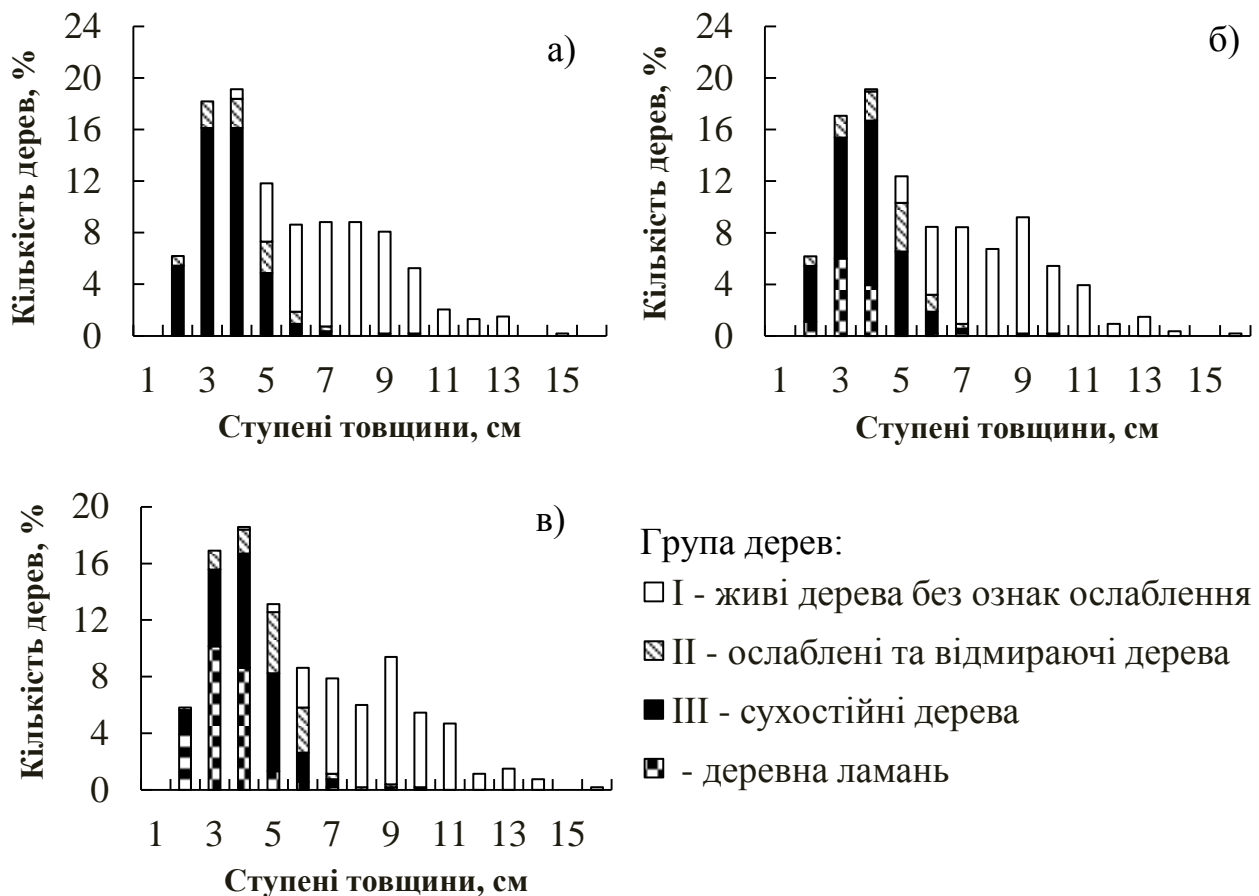 а)
Кількість дерев, %
24
20
16
12
8
4
0
1 3 5 7 9 11 13 15
Ступені товщини, см
б)
Кількість дерев, %
24
20
16
12
8
4
0
1 3 5 7 9 11 13 15
Ступені товщини, см
в)
Кількість дерев, %
20
16
12
8
4
0
1 3 5 7 9 11 13 15
Ступені товщини, см
Група дерев:
I - живі дерева без ознак ослаблення
II - ослаблені та відмираючі дерева
III - сухостійні дерева
- деревна ламань